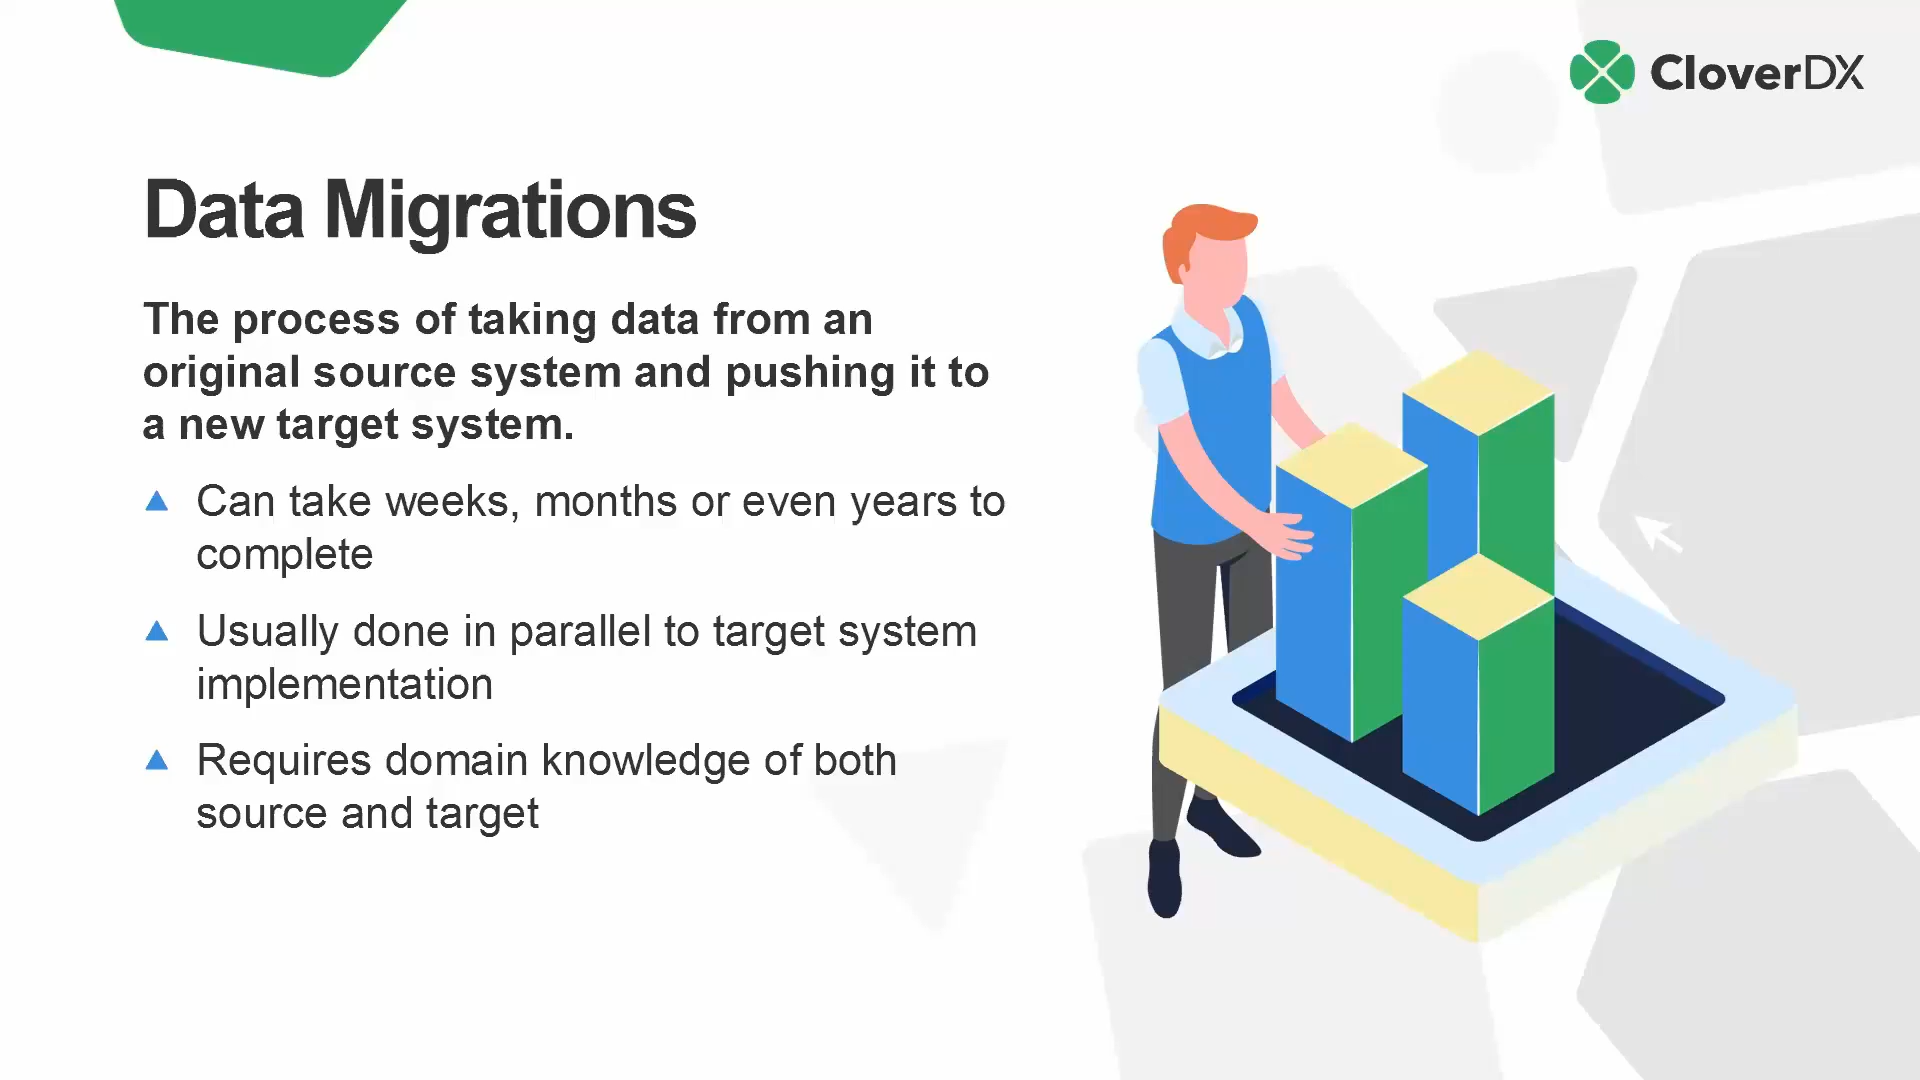 CloverDX
Data Migrations
The process of taking data from an
original source system and pushing it to
a new target system.
Can take weeks, months or even years to
complete
Usually done in parallel to target system
implementation
Requires domain knowledge of both
source and target